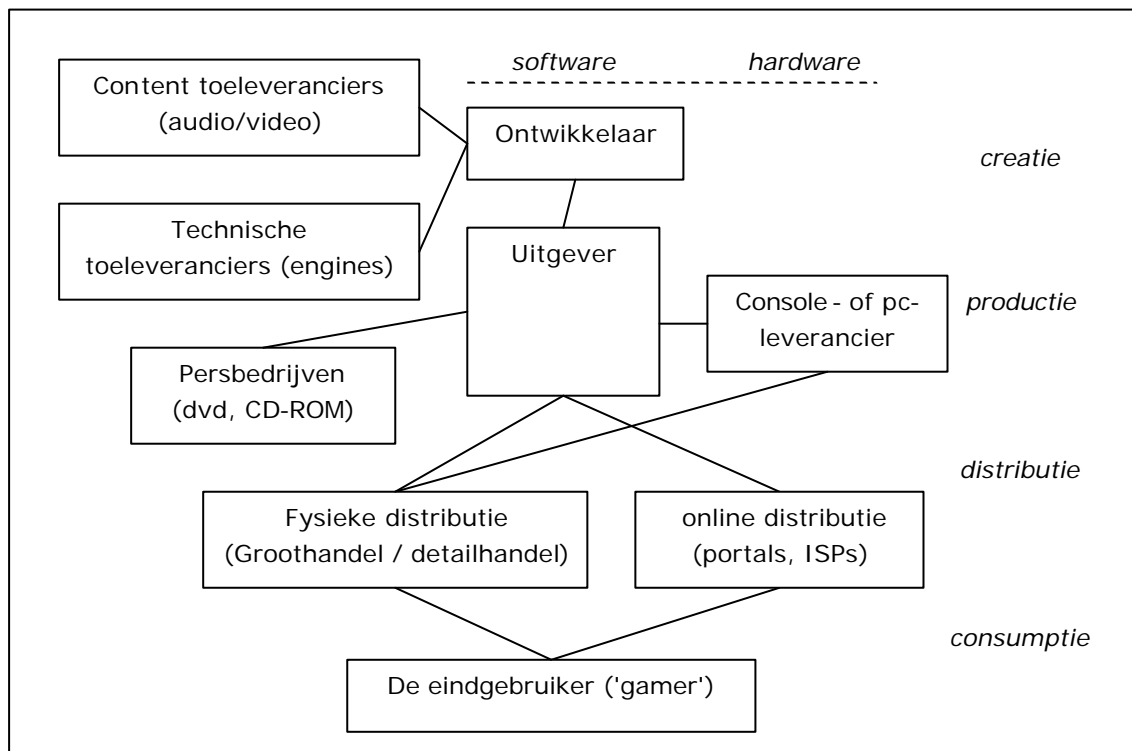 software hardware
Content toeleveranciers
(audio/video)
Ontwikkelaar
creatie
Technische
toeleveranciers (engines)
Uitgever
Console- of pc-
leverancier
productie
Persbedrijven
(dvd, CD-ROM)
distributie
Fysieke distributie
(Groothandel / detailhandel)
online distributie
(portals, ISPs)
consumptie
De eindgebruiker ('gamer')